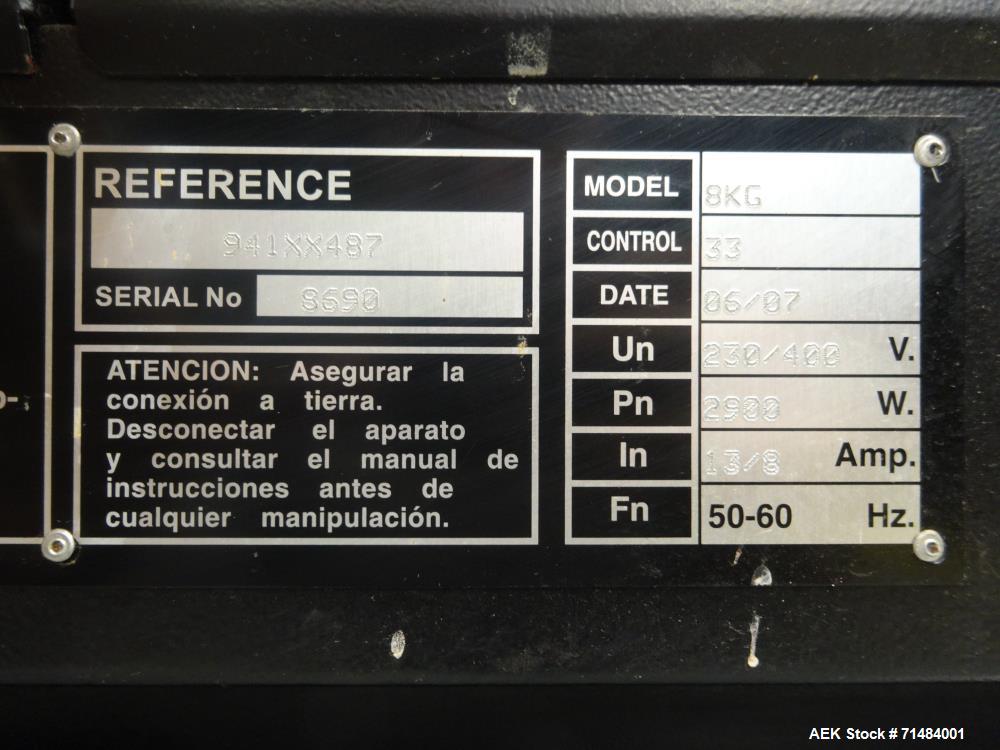 REFERENCE
941XX487
SERIAL No 8690
ATENCION: Asegurar la
conexión a tierra.
Desconectar el aparato
y consultar el manual de
instrucciones antes de
cualquier manipulación.
MODEL 8KG
CONTROL 33
DATE 06/07
Un 230/400 V.
Pn 2900 W.
In 13/8 Amp.
Fn 50-60 Hz.
AEK Stock # 71484001